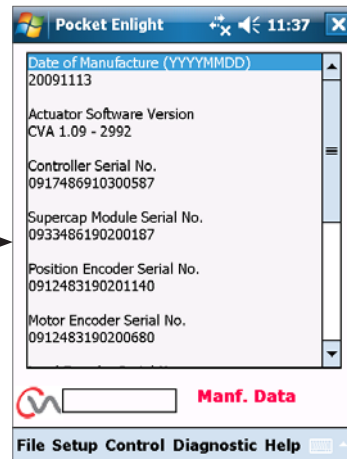 Pocket Enlight 11:37
Date of Manufacture (YYYYMMDD)
20091113
Actuator Software Version
CVA 1.09 - 2992
Controller Serial No.
0917486910300587
Supercap Module Serial No.
0933486190200187
Position Encoder Serial No.
0912483190201140
Motor Encoder Serial No.
0912483190200680
Manf. Data
File Setup Control Diagnostic Help